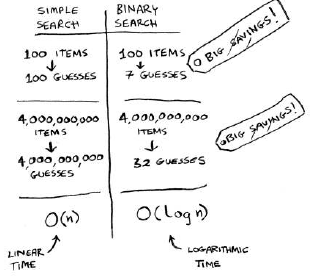 SIMPLE SEARCH
BINARY SEARCH
100 ITEMS
100 GUESSES
100 ITEMS
7 GUESSES
BIG SAVINGS!
4,000,000,000 ITEMS
4,000,000,000 GUESSES
4,000,000,000 ITEMS
32 GUESSES
BIG SAVINGS!
O(n)
O(log n)
LINEAR TIME
LOGARITHMIC TIME